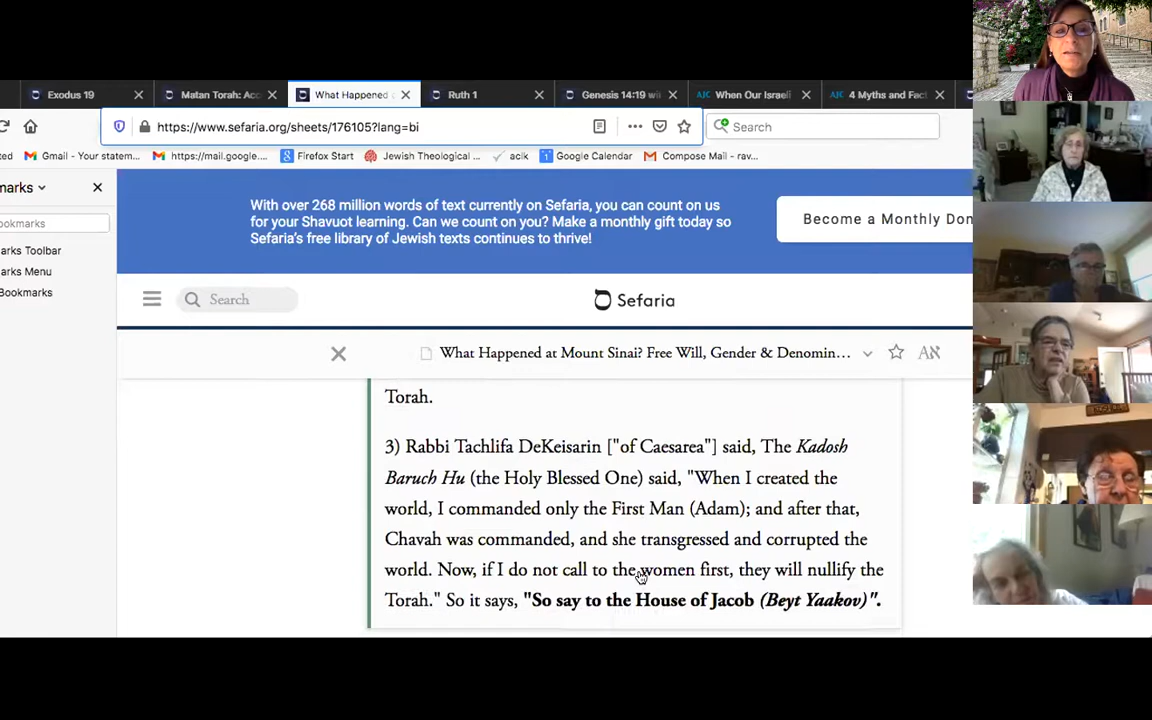 Exodus 19
Matan Torah: Acc
What Happened
Ruth 1
Genesis 14:19 wi
AJC When Our Israeli
AJC 4 Myths and Fact
https://www.sefaria.org/sheets/176105?lang=bi
Search
ted
Gmail - Your statem...
https://mail.google....
Firefox Start
Jewish Theological ...
acik
Google Calendar
Compose Mail - rav...
marks
ookmarks
arks Toolbar
arks Menu
Bookmarks
With over 268 million words of text currently on Sefaria, you can count on us
for your Shavuot learning. Can we count on you? Make a monthly gift today so
Sefaria's free library of Jewish texts continues to thrive!
Become a Monthly Don
Search
Sefaria
What Happened at Mount Sinai? Free Will, Gender & Denomin...
Aא
Torah.
3) Rabbi Tachlifa DeKeisarin ["of Caesarea"] said, The Kadosh
Baruch Hu (the Holy Blessed One) said, "When I created the
world, I commanded only the First Man (Adam); and after that,
Chavah was commanded, and she transgressed and corrupted the
world. Now, if I do not call to the women first, they will nullify the
Torah." So it says, "So say to the House of Jacob (Beyt Yaakov)".